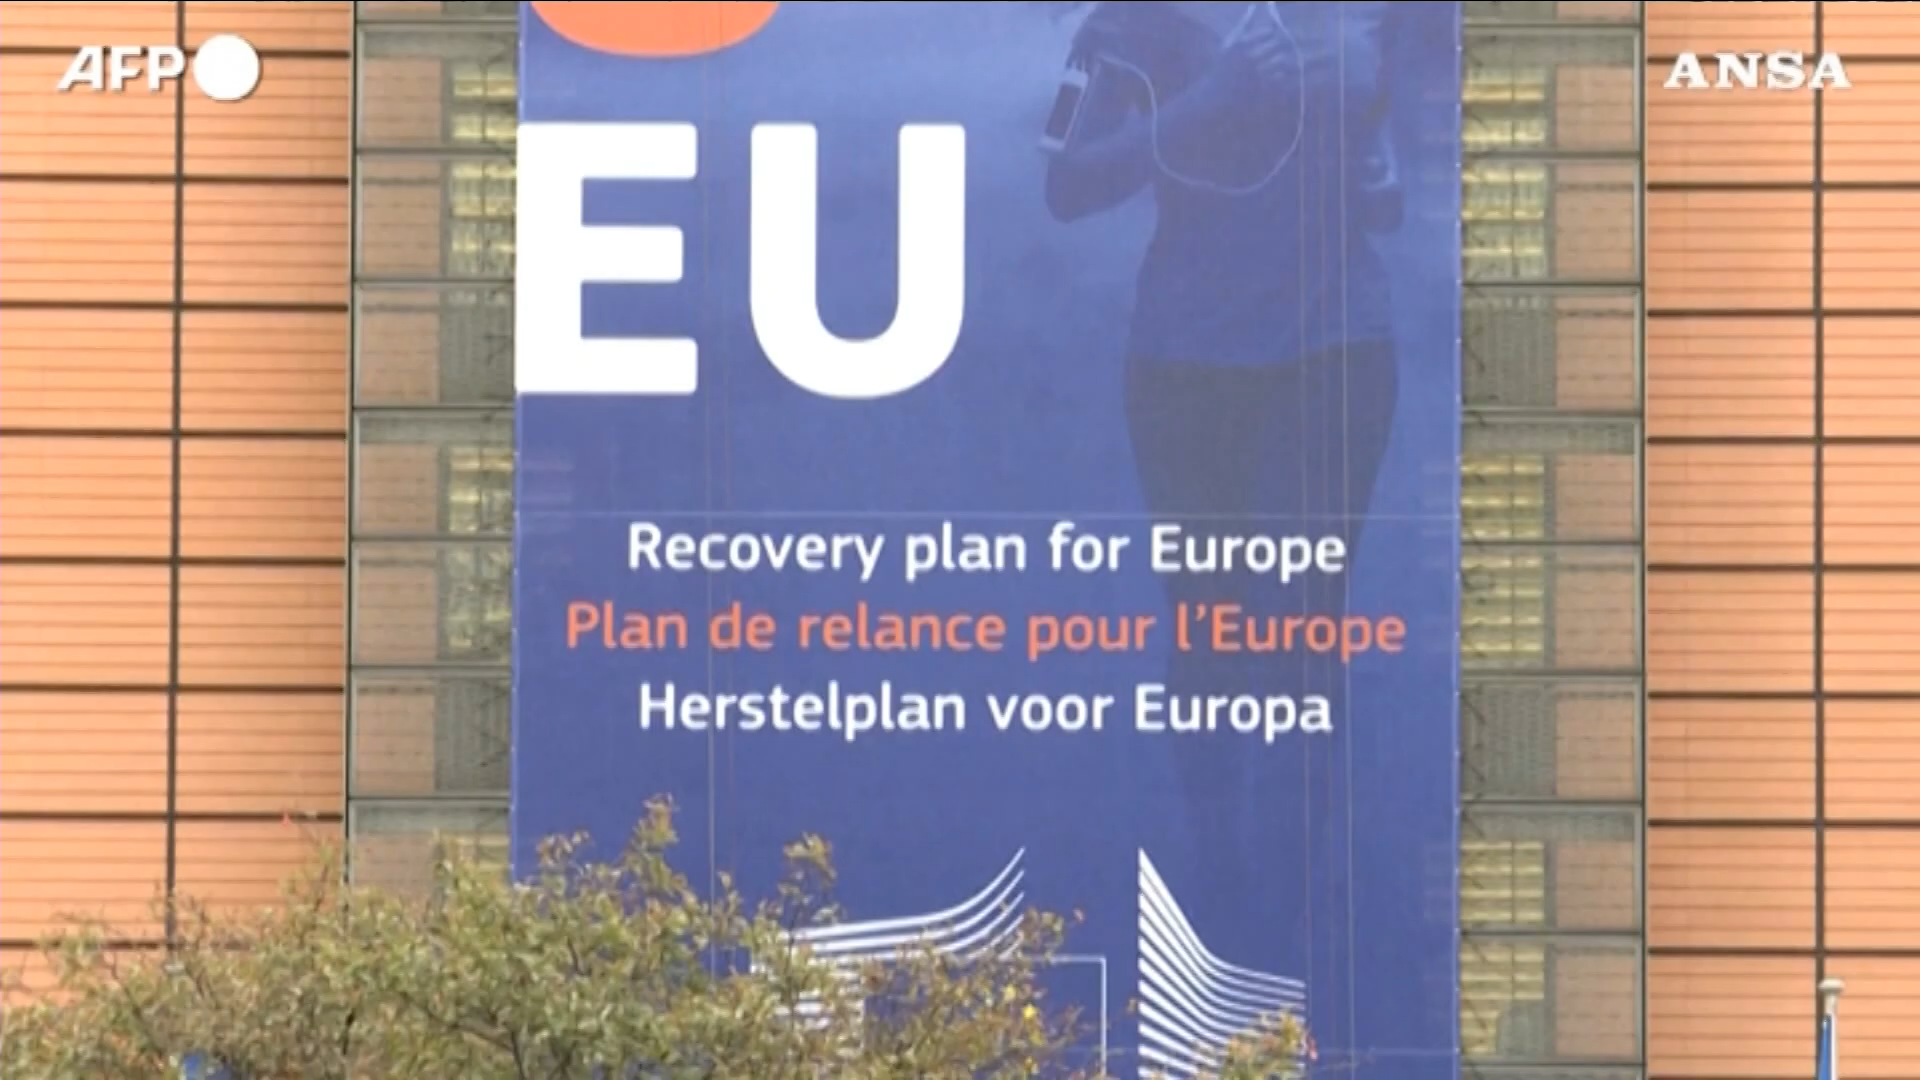 AFP
ANSA
EU
Recovery plan for Europe
Plan de relance pour l'Europe
Herstelplan voor Europa